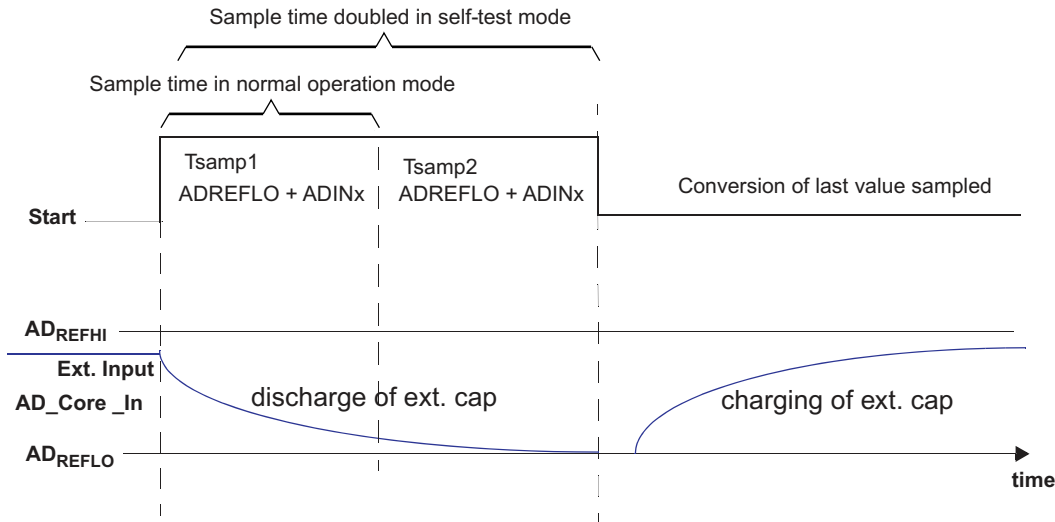 Sample time doubled in self-test mode
Sample time in normal operation mode
Tsamp1
ADREFLO + ADINx
Tsamp2
ADREFLO + ADINx
Conversion of last value sampled
Start
ADREFHI
Ext. Input
AD_Core _In
discharge of ext. cap
charging of ext. cap
ADREFLO
time